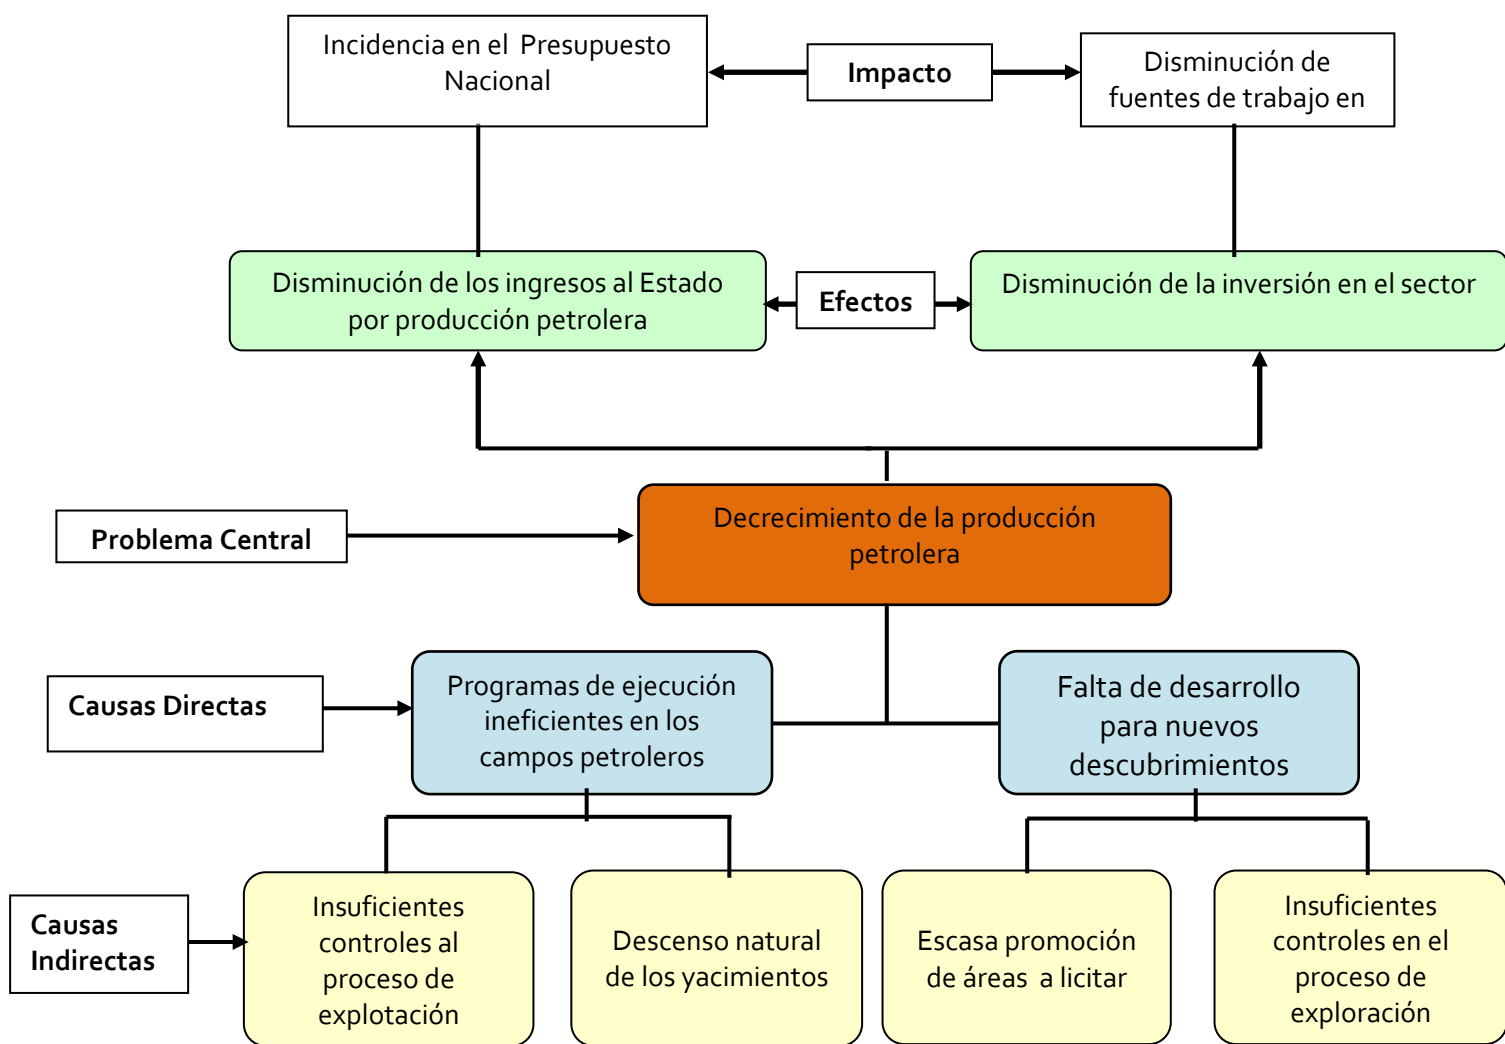 Incidencia en el Presupuesto
Nacional
Impacto
Disminución de
fuentes de trabajo en
Disminución de los ingresos al Estado
por producción petrolera
Efectos
Disminución de la inversión en el sector
Problema Central
Decrecimiento de la producción
petrolera
Causas Directas
Programas de ejecución
ineficientes en los
campos petroleros
Falta de desarrollo
para nuevos
descubrimientos
Causas
Indirectas
Insuficientes
controles al
proceso de
explotación
Descenso natural
de los yacimientos
Escasa promoción
de áreas a licitar
Insuficientes
controles en el
proceso de
exploración